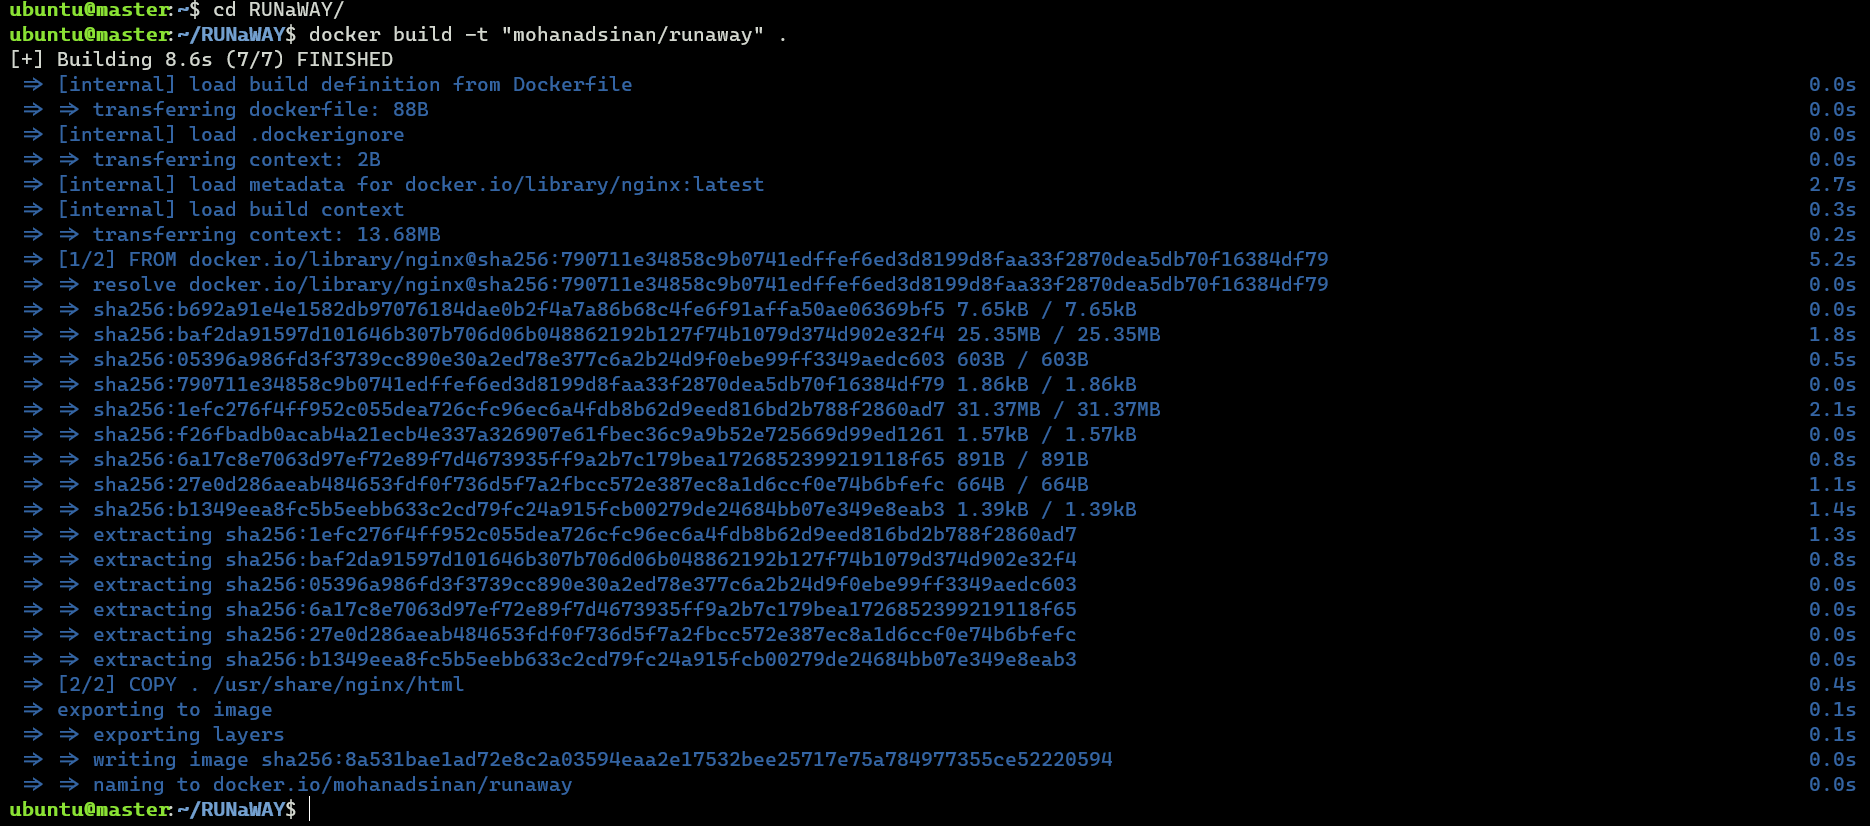 ubuntu@master:~$ cd RUNaWAY/
ubuntu@master:~/RUNaWAY$ docker build -t "mohanadsinan/runaway" .
[+] Building 8.6s (7/7) FINISHED
=> [internal] load build definition from Dockerfile 0.0s
=> => transferring dockerfile: 88B 0.0s
=> [internal] load .dockerignore 0.0s
=> => transferring context: 2B 0.0s
=> [internal] load metadata for docker.io/library/nginx:latest 2.7s
=> [internal] load build context 0.3s
=> => transferring context: 13.68MB 0.2s
=> [1/2] FROM docker.io/library/nginx@sha256:790711e34858c9b0741edffef6ed3d8199d8faa33f2870dea5db70f16384df79 5.2s
=> => resolve docker.io/library/nginx@sha256:790711e34858c9b0741edffef6ed3d8199d8faa33f2870dea5db70f16384df79 0.0s
=> => sha256:b692a91e4e1582db97076184dae0b2f4a7a86b68c4fe6f91affa50ae06369bf5 7.65kB / 7.65kB 0.0s
=> => sha256:baf2da91597d101646b307b706d06b048862192b127f74b1079d374d902e32f4 25.35MB / 25.35MB 1.8s
=> => sha256:05396a986fd3f3739cc890e30a2ed78e377c6a2b24d9f0ebe99ff3349aedc603 603B / 603B 0.5s
=> => sha256:790711e34858c9b0741edffef6ed3d8199d8faa33f2870dea5db70f16384df79 1.86kB / 1.86kB 0.0s
=> => sha256:1efc276f4ff952c055dea726cfc96ec6a4fdb8b62d9eed816bd2b788f2860ad7 31.37MB / 31.37MB 2.1s
=> => sha256:f26fbadb0acab4a21ecb4e337a326907e61fbec36c9a9b52e725669d99ed1261 1.57kB / 1.57kB 0.0s
=> => sha256:6a17c8e7063d97ef72e89f7d4673935ff9a2b7c179bea1726852399219118f65 891B / 891B 0.8s
=> => sha256:27e0d286aeab484653fdf0f736d5f7a2fbcc572e387ec8a1d6ccf0e74b6bfefc 664B / 664B 1.1s
=> => sha256:b1349eea8fc5b5eebb633c2cd79fc24a915fcb00279de24684bb07e349e8eab3 1.39kB / 1.39kB 1.4s
=> => extracting sha256:1efc276f4ff952c055dea726cfc96ec6a4fdb8b62d9eed816bd2b788f2860ad7 1.3s
=> => extracting sha256:baf2da91597d101646b307b706d06b048862192b127f74b1079d374d902e32f4 0.8s
=> => extracting sha256:05396a986fd3f3739cc890e30a2ed78e377c6a2b24d9f0ebe99ff3349aedc603 0.0s
=> => extracting sha256:6a17c8e7063d97ef72e89f7d4673935ff9a2b7c179bea1726852399219118f65 0.0s
=> => extracting sha256:27e0d286aeab484653fdf0f736d5f7a2fbcc572e387ec8a1d6ccf0e74b6bfefc 0.0s
=> => extracting sha256:b1349eea8fc5b5eebb633c2cd79fc24a915fcb00279de24684bb07e349e8eab3 0.0s
=> [2/2] COPY . /usr/share/nginx/html 0.4s
=> exporting to image 0.1s
=> => exporting layers 0.1s
=> => writing image sha256:8a531bae1ad72e8c2a03594eaa2e17532bee25717e75a784977355ce52220594 0.0s
=> => naming to docker.io/mohanadsinan/runaway 0.0s
ubuntu@master:~/RUNaWAY$